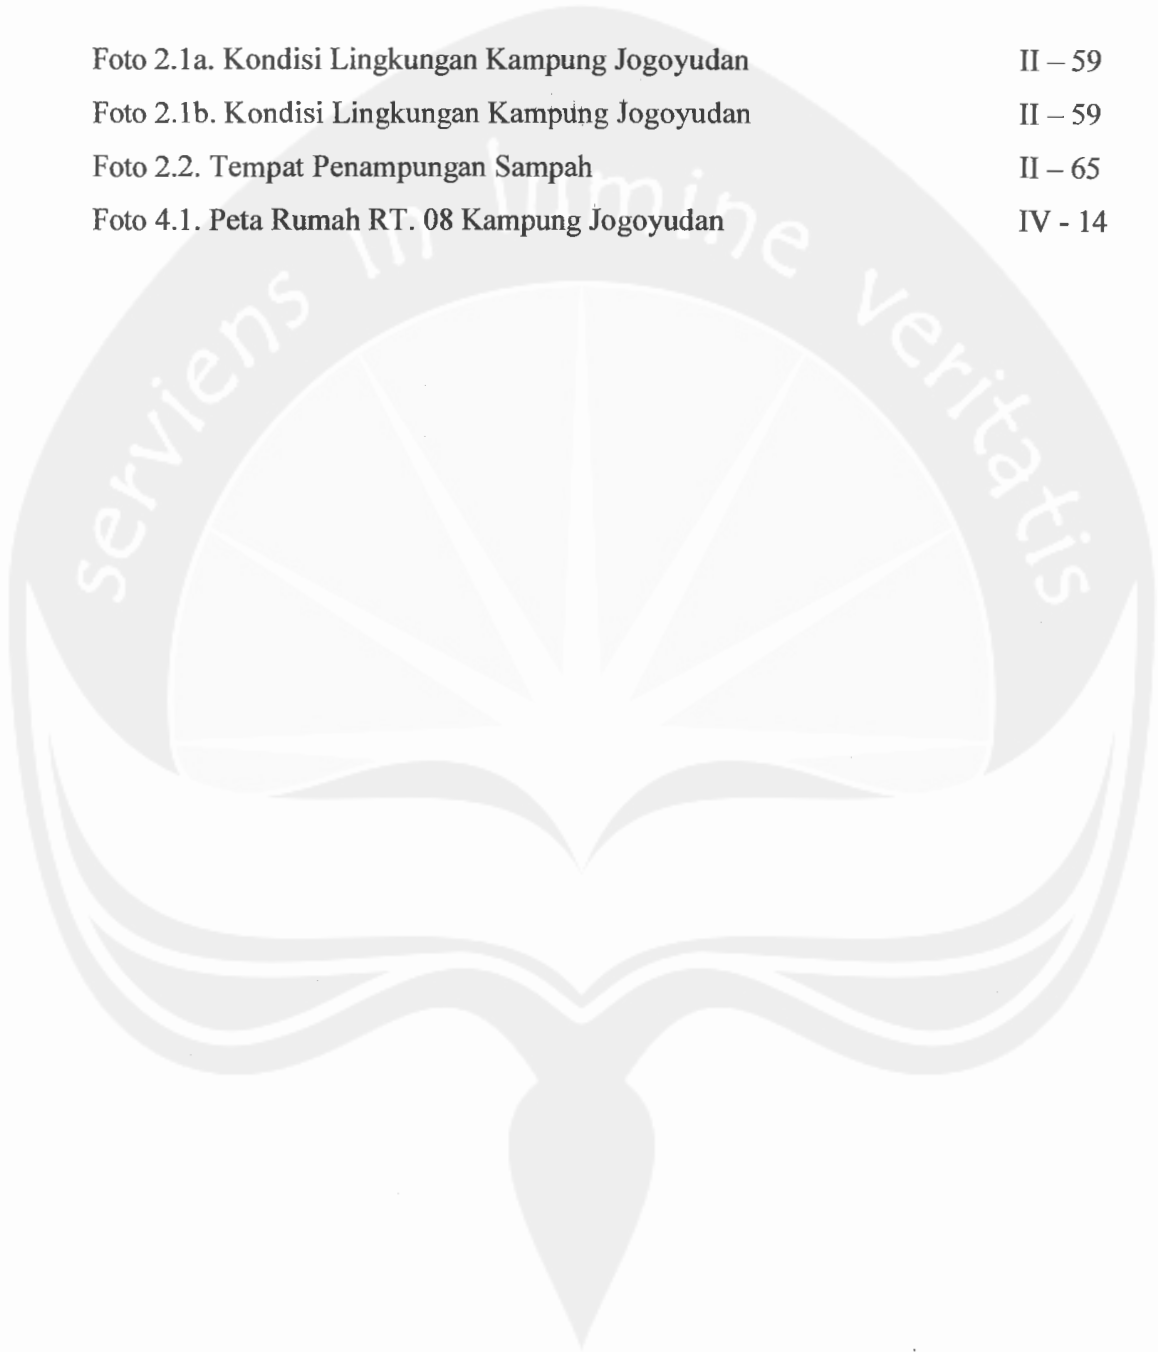 Foto 2.1a. Kondisi Lingkungan Kampung Jogoyudan II – 59
Foto 2.1b. Kondisi Lingkungan Kampung Jogoyudan II – 59
Foto 2.2. Tempat Penampungan Sampah II – 65
Foto 4.1. Peta Rumah RT. 08 Kampung Jogoyudan IV - 14
serviens in lumine veritatis